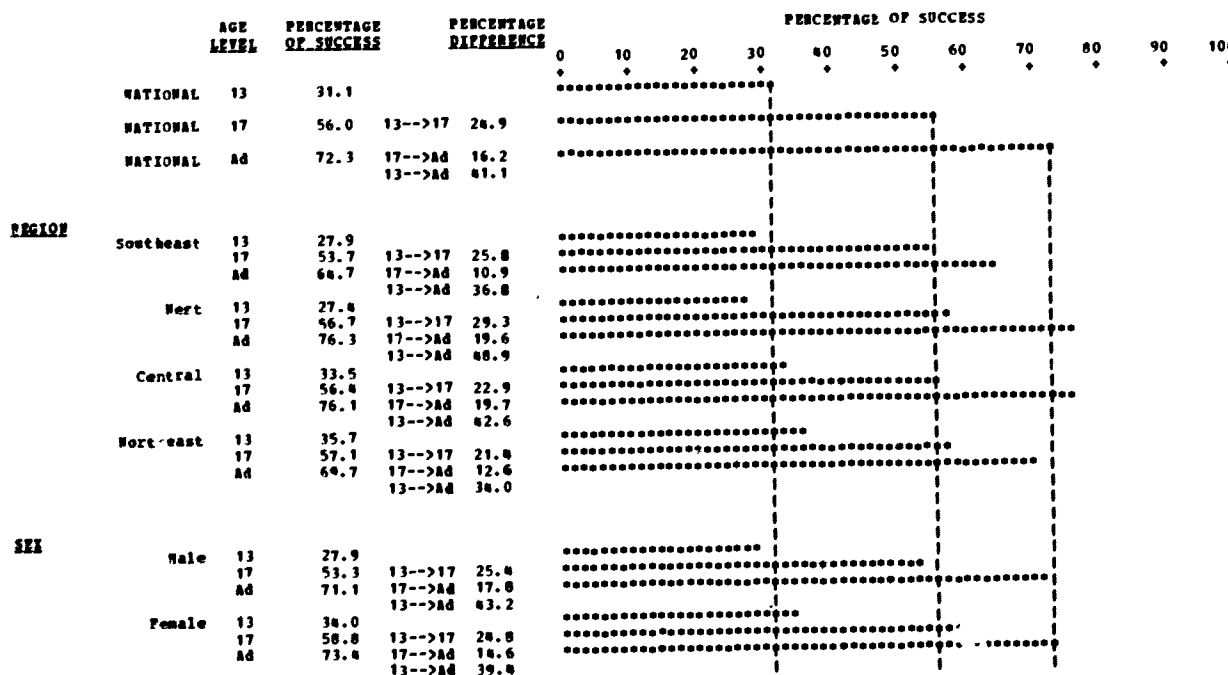 PERCENTAGE OF SUCCESS
AGE PERCENTAGE PERCENTAGE
LEVEL OF SUCCESS DIFFERENCE
0 10 20 30 40 50 60 70 80 90
NATIONAL 13 31.1
NATIONAL 17 56.0 13-->17 24.9
NATIONAL Ad 72.3 17-->Ad 16.2
13-->Ad 41.1
REGION
Southeast 13 27.9
17 53.7 13-->17 25.8
Ad 64.7 17-->Ad 10.9
13-->Ad 36.8
West 13 27.4
17 56.7 13-->17 29.3
Ad 76.3 17-->Ad 19.6
13-->Ad 48.9
Central 13 33.5
17 56.4 13-->17 22.9
Ad 76.1 17-->Ad 19.7
13-->Ad 42.6
Northeast 13 35.7
17 57.1 13-->17 21.4
Ad 69.7 17-->Ad 12.6
13-->Ad 34.0
SEX
Male 13 27.9
17 53.3 13-->17 25.4
Ad 71.1 17-->Ad 17.8
13-->Ad 43.2
Female 13 34.0
17 58.8 13-->17 24.8
Ad 73.4 17-->Ad 14.6
13-->Ad 39.4